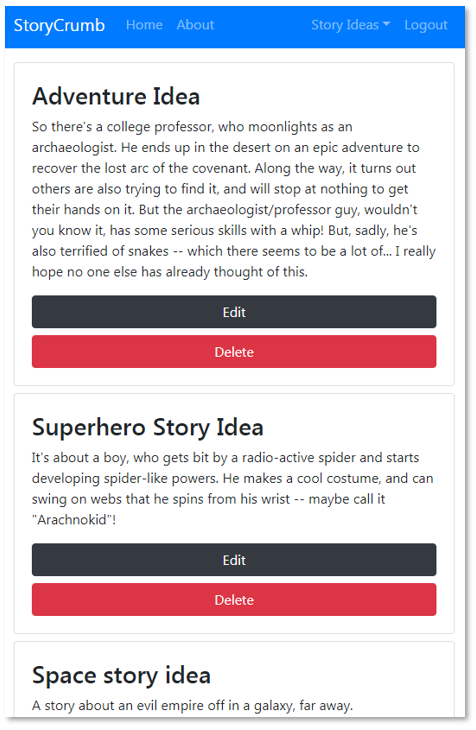 StoryCrumb Home About Story Ideas Logout
Adventure Idea
So there's a college professor, who moonlights as an
archaeologist. He ends up in the desert on an epic adventure to
recover the lost arc of the covenant. Along the way, it turns out
others are also trying to find it, and will stop at nothing to get
their hands on it. But the archaeologist/professor guy, wouldn't
you know it, has some serious skills with a whip! But, sadly, he's
also terrified of snakes -- which there seems to be a lot of... I really
hope no one else has already thought of this.
Edit
Delete
Superhero Story Idea
It's about a boy, who gets bit by a radio-active spider and starts
developing spider-like powers. He makes a cool costume, and can
swing on webs that he spins from his wrist -- maybe call it
"Arachnokid"!
Edit
Delete
Space story idea
A story about an evil empire off in a galaxy, far away.